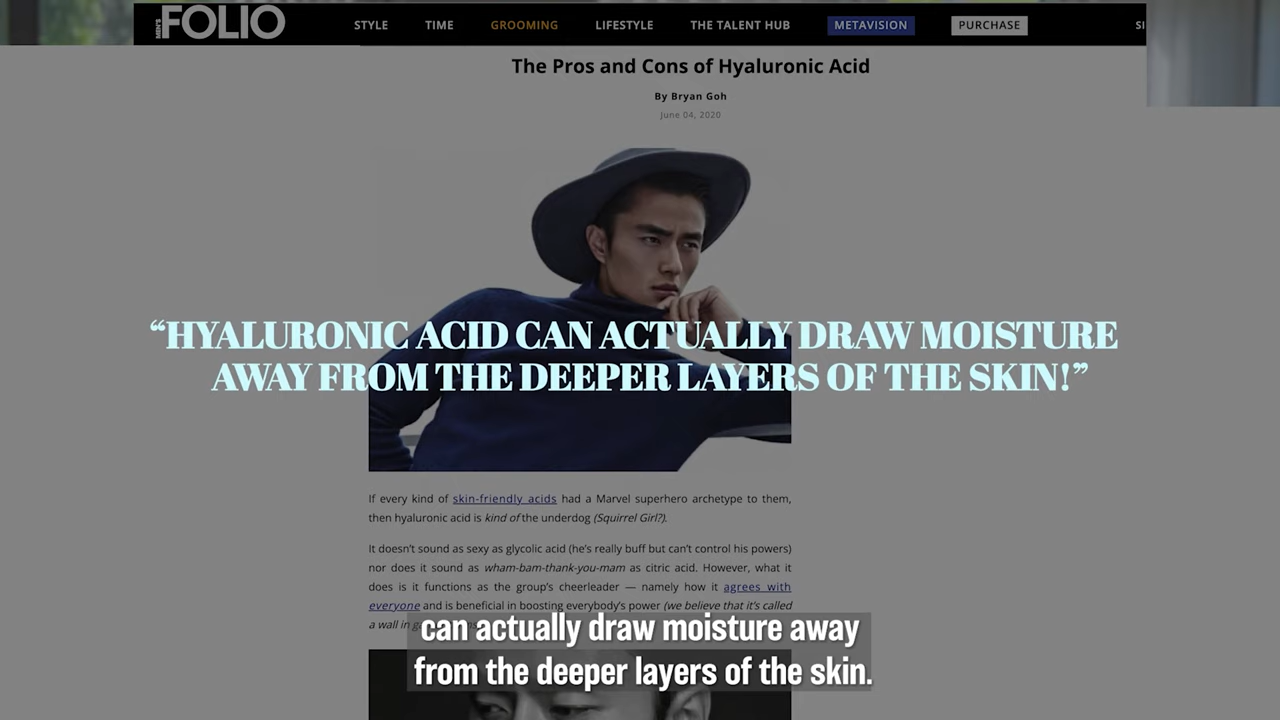 MEN'S FOLIO STYLE TIME GROOMING LIFESTYLE THE TALENT HUB METAVISION PURCHASE SI
The Pros and Cons of Hyaluronic Acid
By Bryan Goh
June 04, 2020
“HYALURONIC ACID CAN ACTUALLY DRAW MOISTURE
AWAY FROM THE DEEPER LAYERS OF THE SKIN!”
If every kind of skin-friendly acids had a Marvel superhero archetype to them,
then hyaluronic acid is kind of the underdog (Squirrel Girl?).
It doesn’t sound as sexy as glycolic acid (he’s really buff but can’t control his powers)
nor does it sound as wham-bam-thank-you-mam as citric acid. However, what it
does is it functions as the group’s cheerleader — namely how it agrees with
everyone and is beneficial in boosting everybody’s power (we believe that it’s called
a wall in
can actually draw moisture away
from the deeper layers of the skin.